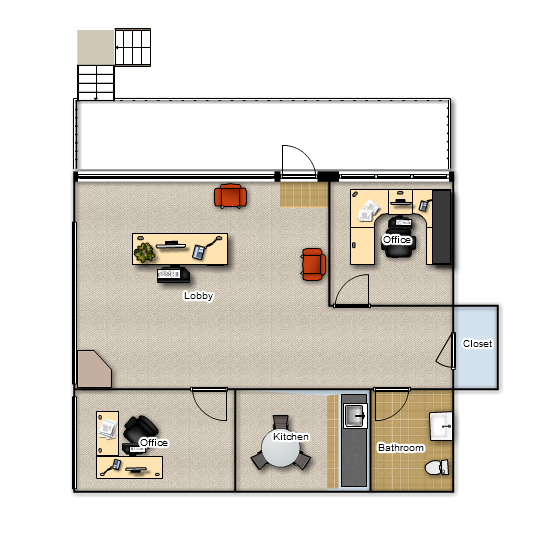 Office
Lobby
Closet
Office
Kitchen
Bathroom